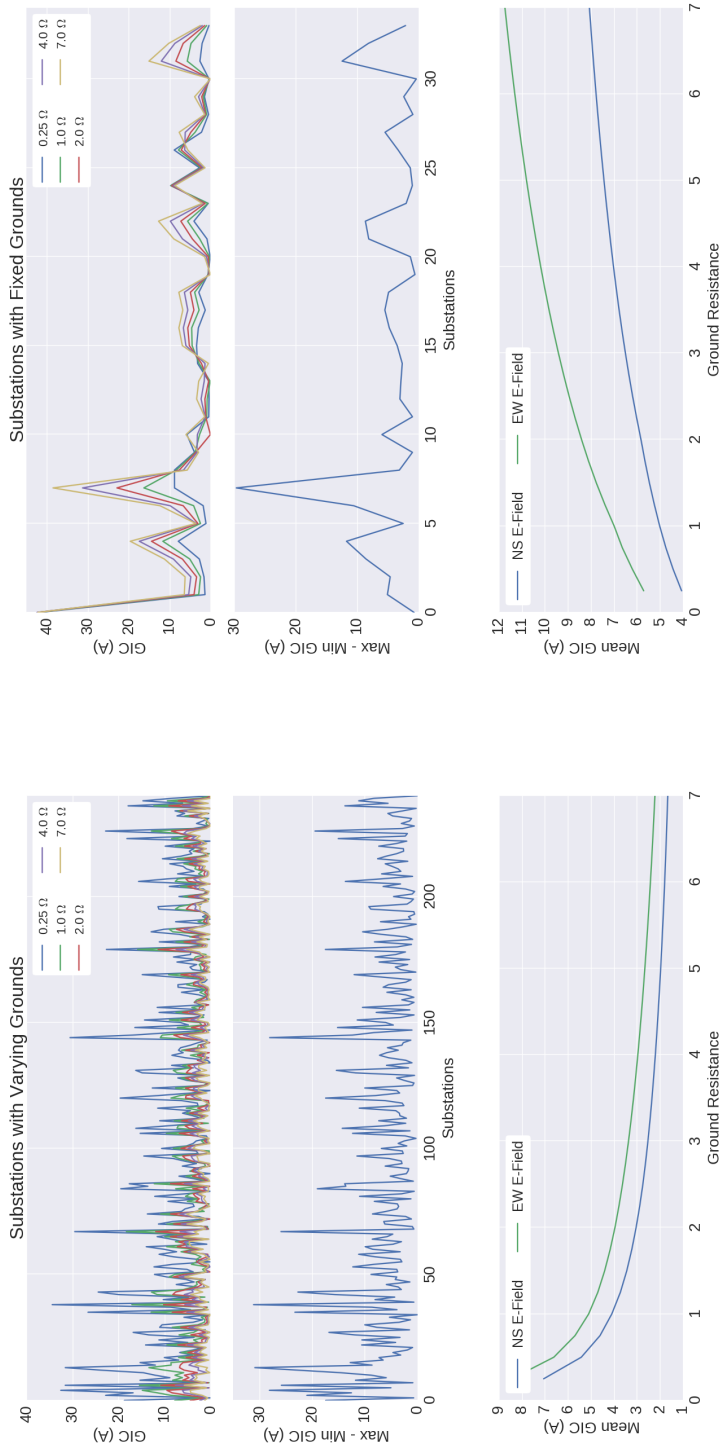 Substations with Varying Grounds
GIC (A)
40
30
20
10
0
0.25 Ω
1.0 Ω
2.0 Ω
4.0 Ω
7.0 Ω
Max - Min GIC (A)
30
20
10
0
0 50 100 150 200
Substations
Mean GIC (A)
9
8
7
6
5
4
3
2
1
NS E-Field EW E-Field
0 1 2 3 4 5 6 7
Ground Resistance
Substations with Fixed Grounds
GIC (A)
40
30
20
10
0
0.25 Ω
1.0 Ω
2.0 Ω
4.0 Ω
7.0 Ω
Max - Min GIC (A)
30
20
10
0
0 5 10 15 20 25 30
Substations
Mean GIC (A)
12
11
10
9
8
7
6
5
4
NS E-Field EW E-Field
0 1 2 3 4 5 6 7
Ground Resistance